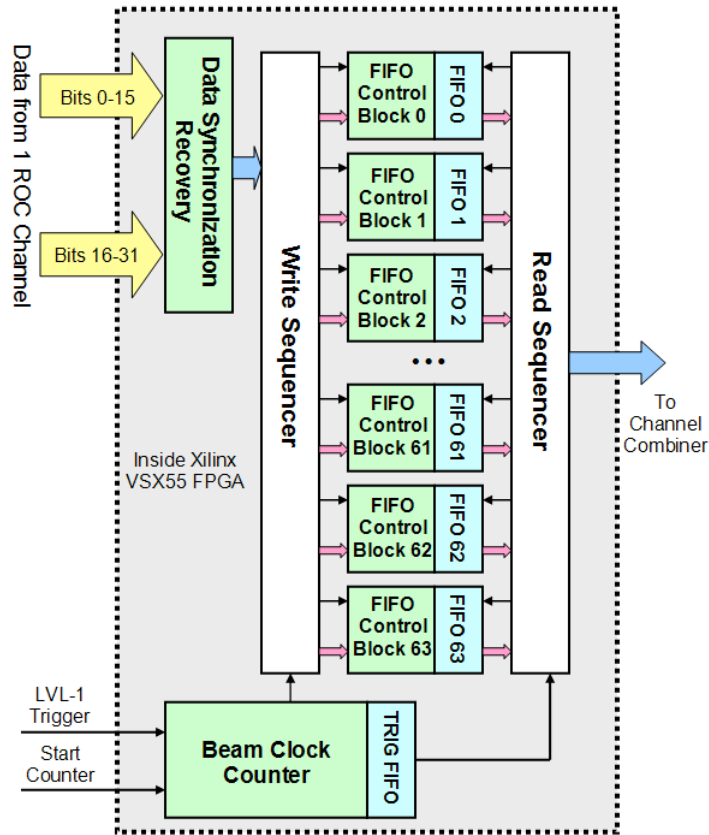 Data from 1 ROC Channel
Bits 0-15
Bits 16-31
Data Synchronization
Recovery
Write Sequencer
FIFO
Control
Block 0
FIFO 0
FIFO
Control
Block 1
FIFO 1
FIFO
Control
Block 2
FIFO 2
•••
FIFO
Control
Block 61
FIFO 61
FIFO
Control
Block 62
FIFO 62
FIFO
Control
Block 63
FIFO 63
Read Sequencer
To
Channel
Combiner
Inside Xilinx
VSX55 FPGA
LVL-1
Trigger
Start
Counter
Beam Clock
Counter
TRIG FIFO